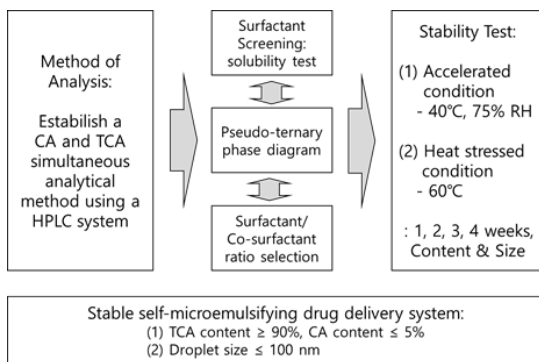 Method of
Analysis:
Estabilish a
CA and TCA
simultaneous
analytical
method using a
HPLC system
Surfactant
Screening:
solubility test
Pseudo-ternary
phase diagram
Surfactant/
Co-surfactant
ratio selection
Stability Test:
(1) Accelerated
condition
- 40℃, 75% RH
(2) Heat stressed
condition
- 60℃
: 1, 2, 3, 4 weeks,
Content & Size
Stable self-microemulsifying drug delivery system:
(1) TCA content ≥ 90%, CA content ≤ 5%
(2) Droplet size ≤ 100 nm